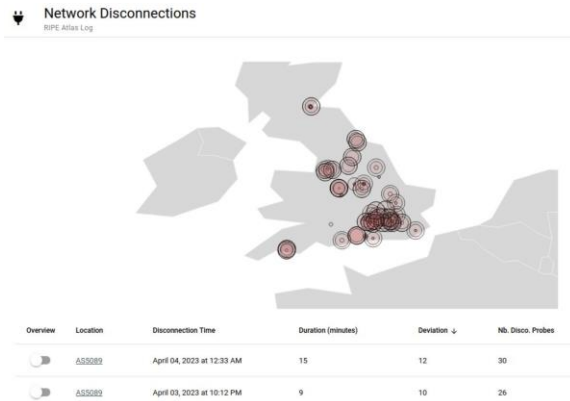 Network Disconnections
RIPE Atlas Log
Overview Location Disconnection Time Duration (minutes) Deviation ↓ Nb. Disco. Probes
AS5089 April 04, 2023 at 12:33 AM 15 12 30
AS5089 April 03, 2023 at 10:12 PM 9 10 26